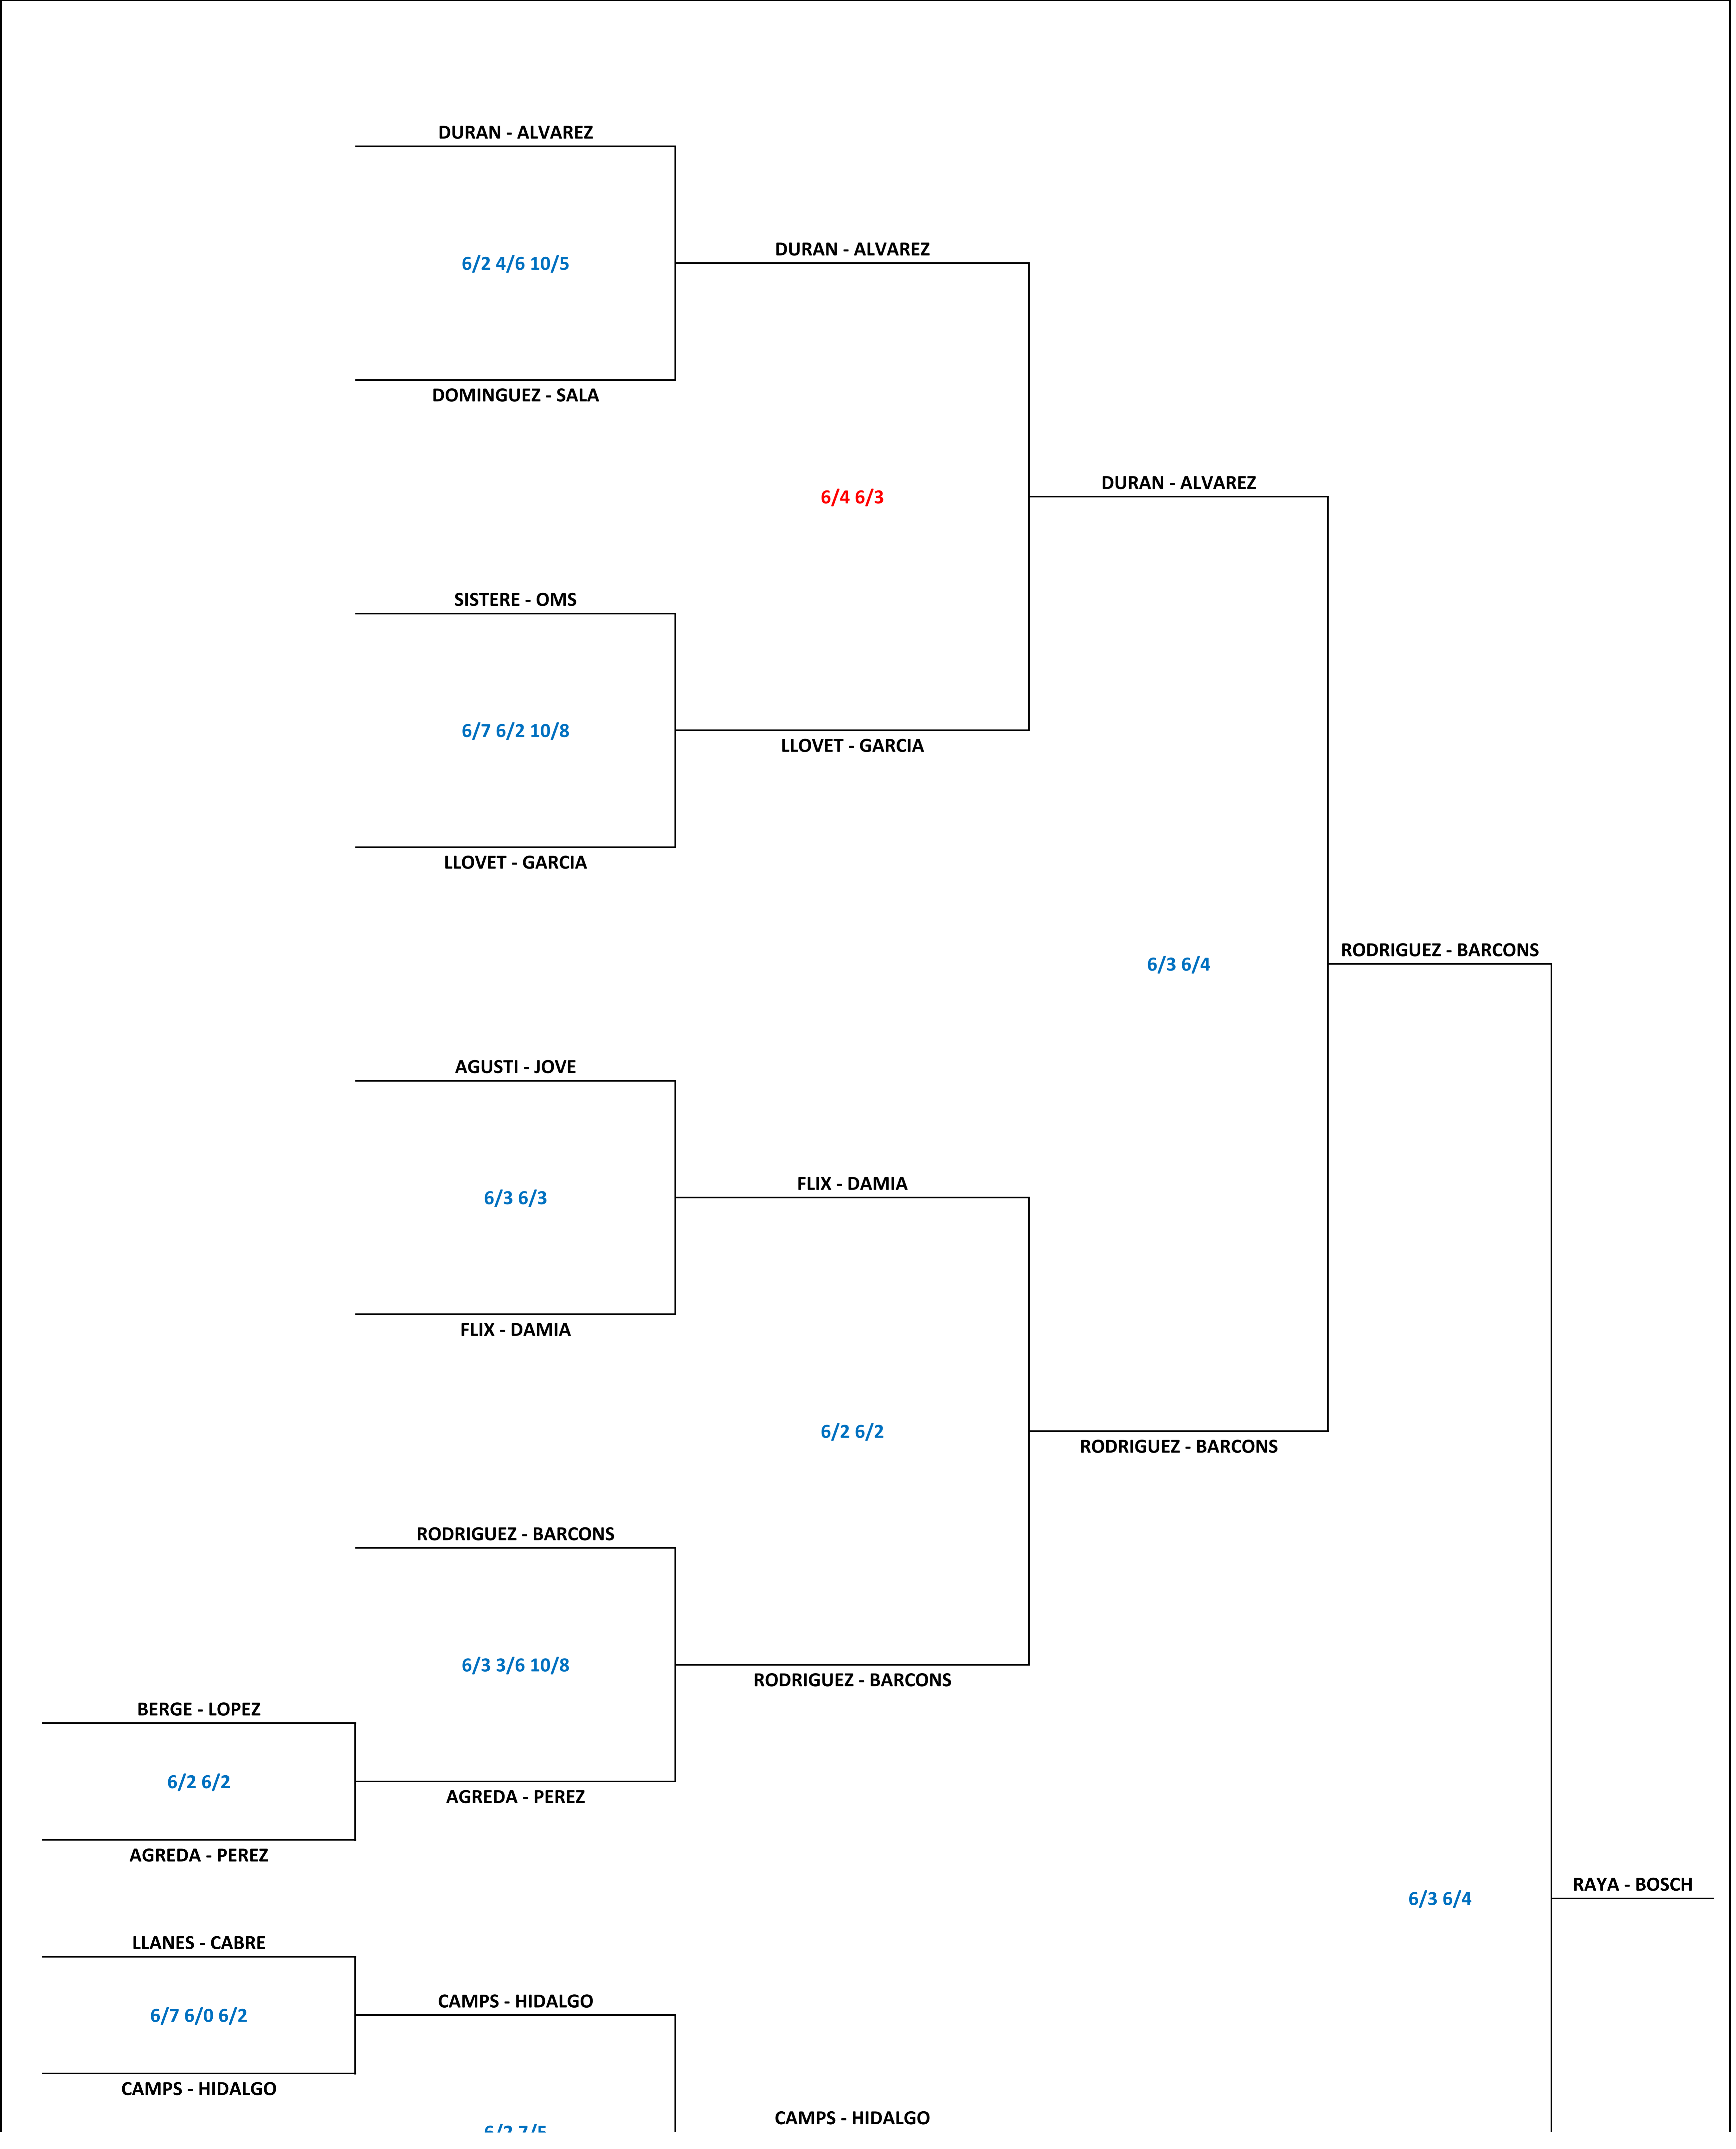 DURAN - ALVAREZ
DURAN - ALVAREZ
6/2 4/6 10/5
DOMINGUEZ - SALA
DURAN - ALVAREZ
6/4 6/3
SISTERE - OMS
6/7 6/2 10/8
LLOVET - GARCIA
LLOVET - GARCIA
RODRIGUEZ - BARCONS
6/3 6/4
AGUSTI - JOVE
FLIX - DAMIA
6/3 6/3
FLIX - DAMIA
6/2 6/2
RODRIGUEZ - BARCONS
RODRIGUEZ - BARCONS
6/3 3/6 10/8
RODRIGUEZ - BARCONS
BERGE - LOPEZ
6/2 6/2
AGREDA - PEREZ
AGREDA - PEREZ
RAYA - BOSCH
6/3 6/4
LLANES - CABRE
CAMPS - HIDALGO
6/7 6/0 6/2
CAMPS - HIDALGO
CAMPS - HIDALGO
6/2 7/5